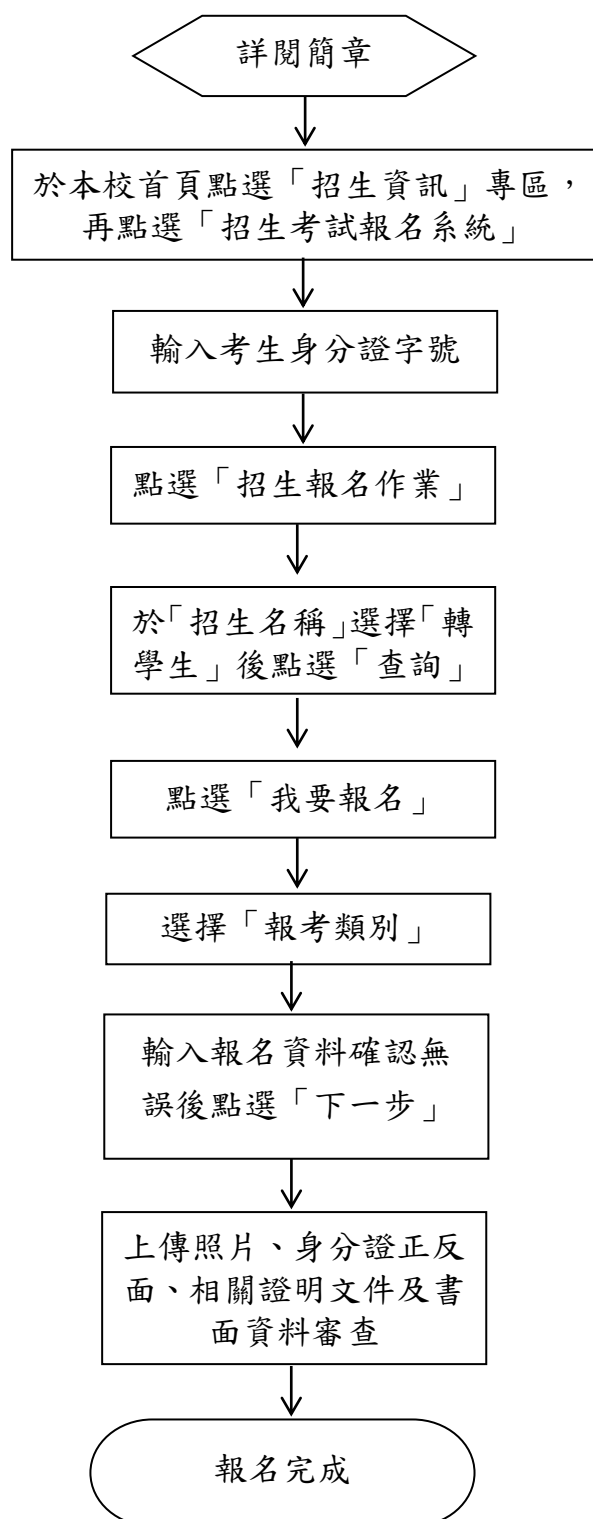 詳閱簡章
於本校首頁點選「招生資訊」專區，
再點選「招生考試報名系統」
輸入考生身分證字號
點選「招生報名作業」
於「招生名稱」選擇「轉
學生」後點選「查詢」
點選「我要報名」
選擇「報考類別」
輸入報名資料確認無
誤後點選「下一步」
上傳照片、身分證正反
面、相關證明文件及書
面資料審查
報名完成